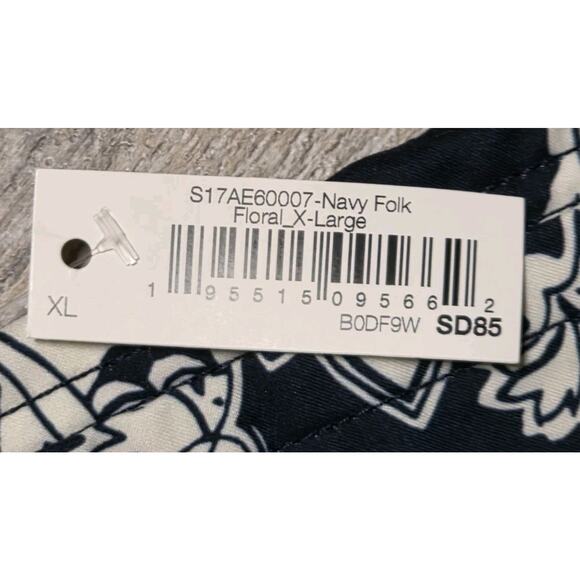 S17AE60007-Navy Folk
Floral_X-Large
1 95515 09566 2
XL
B0DF9W SD85